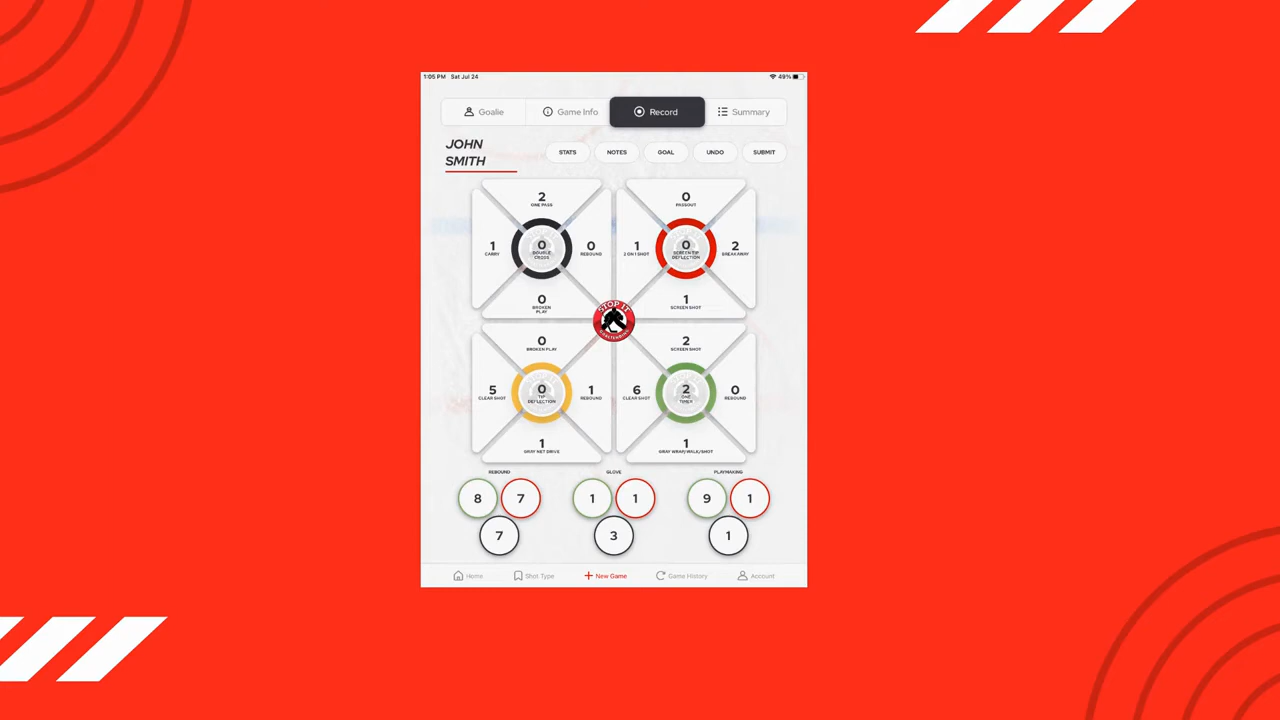 1:05 PM Sat Jul 24
49%
Goalie
Game Info
Record
Summary
JOHN
SMITH
STATS
NOTES
GOAL
UNDO
SUBMIT
2
ONE PASS
1
CARRY
0
DOUBLE
ODDS
0
REBOUND
0
BROKEN
PLAY
0
PASSOUT
1
2 ON 1 SHOT
0
SCREEN TIP
DEFLECTION
2
BREAKAWAY
1
SCREEN SHOT
STOP IT
GOALTENDING
0
BROKEN PLAY
5
CLEAR SHOT
0
TIP
DEFLECTION
1
REBOUND
1
GRAY NET DRIVE
2
SCREEN SHOT
6
CLEAR SHOT
2
ONE
TIMER
0
REBOUND
1
GRAY WRAP/WALK/SHOT
REBOUND
GLOVE
PLAYMAKING
8
7
1
1
9
1
7
3
1
Home
Shot Type
New Game
Game History
Account